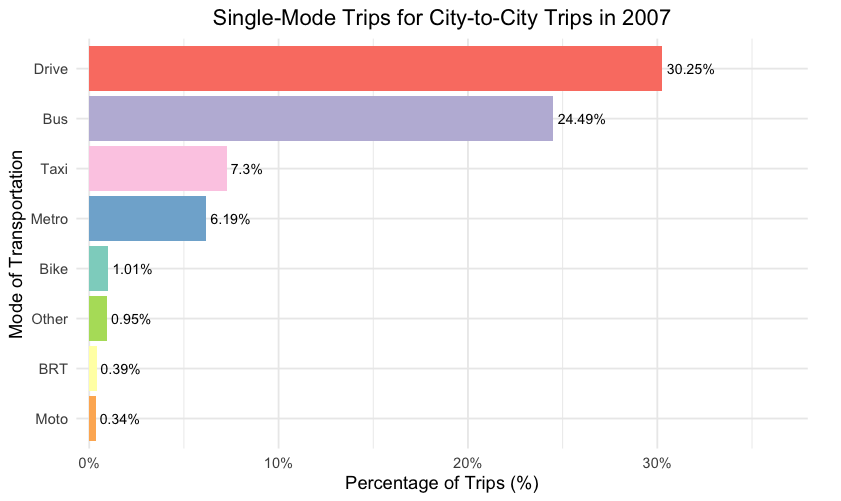 Single-Mode Trips for City-to-City Trips in 2007
Mode of Transportation
Drive 30.25%
Bus 24.49%
Taxi 7.3%
Metro 6.19%
Bike 1.01%
Other 0.95%
BRT 0.39%
Moto 0.34%
0% 10% 20% 30%
Percentage of Trips (%)